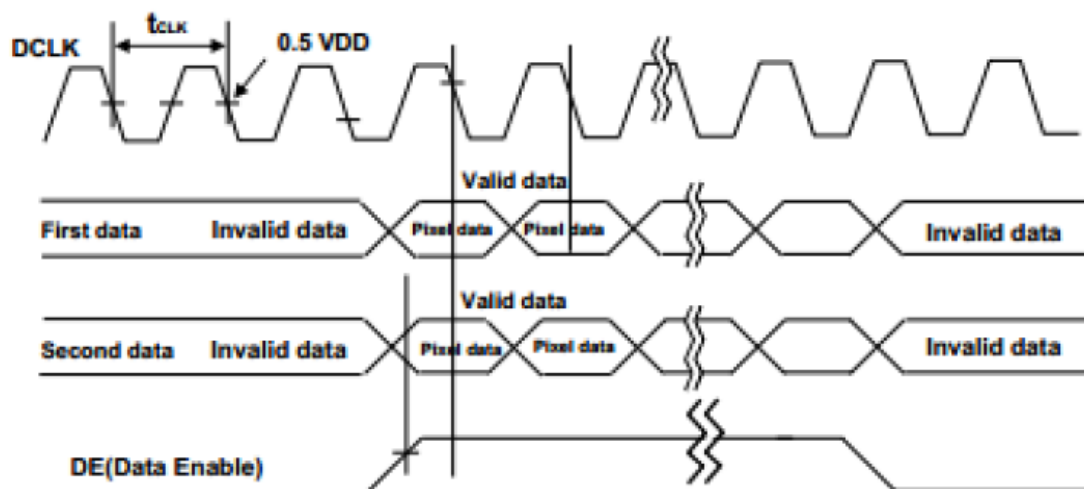 tCLK
0.5 VDD
DCLK
Valid data
First data Invalid data Pixel data Pixel data Invalid data
Valid data
Second data Invalid data Pixel data Pixel data Invalid data
DE(Data Enable)